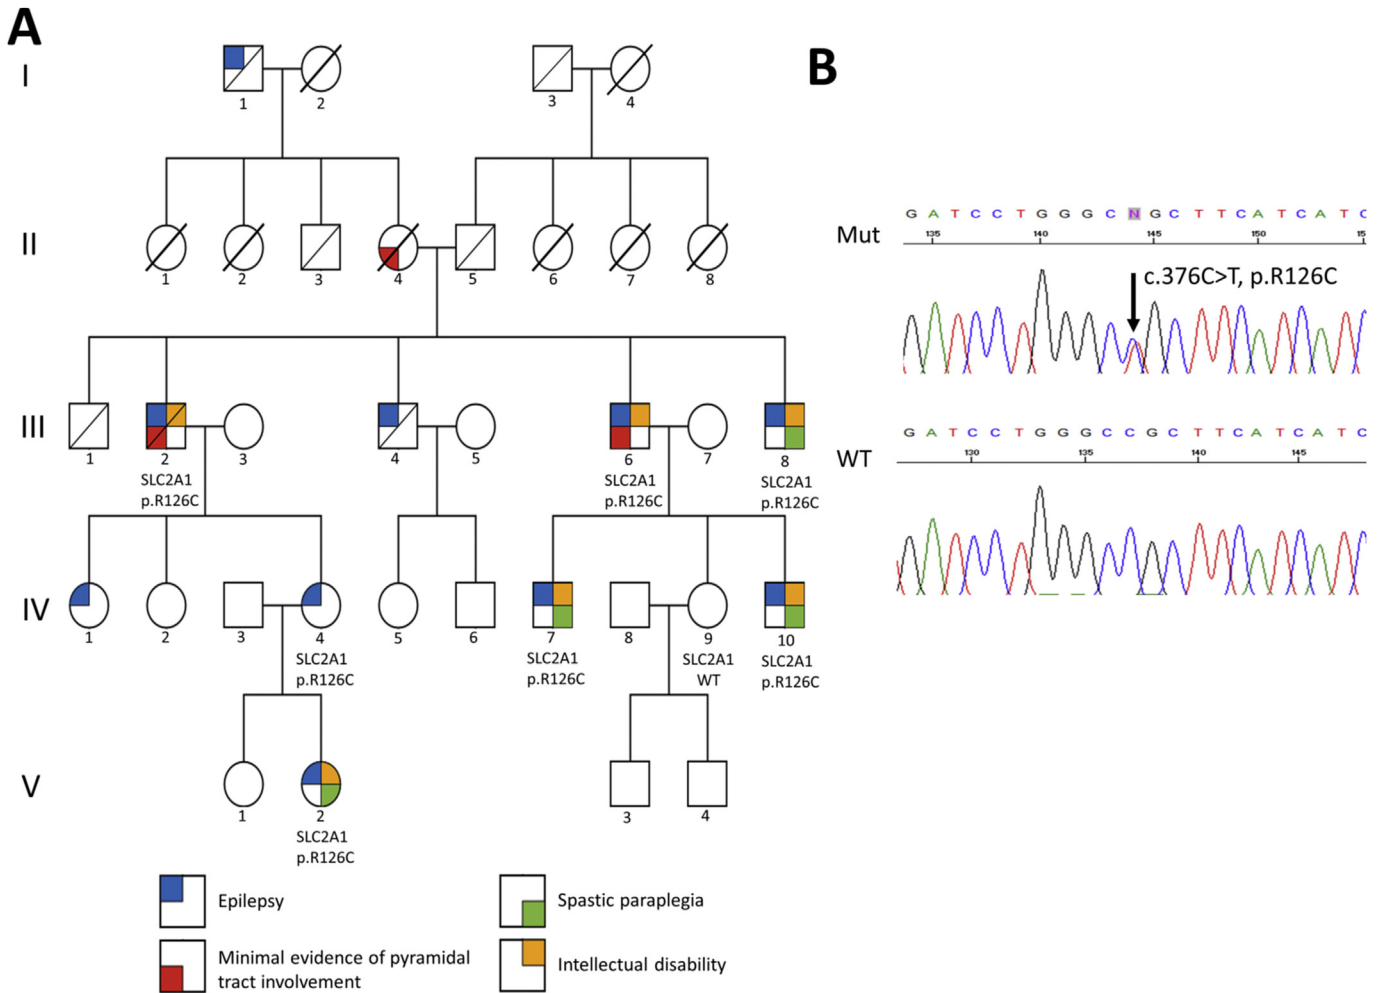 A
B
I
1
2
3
4
II
1
2
3
4
5
6
7
8
III
1
2
3
4
5
6
7
8
SLC2A1
p.R126C
SLC2A1
p.R126C
SLC2A1
p.R126C
IV
1
2
3
4
5
6
7
8
9
10
SLC2A1
p.R126C
SLC2A1
p.R126C
SLC2A1
WT
SLC2A1
p.R126C
V
1
2
3
4
SLC2A1
p.R126C
Epilepsy
Spastic paraplegia
Minimal evidence of pyramidal
tract involvement
Intellectual disability
G A T C C T G G G C N G C T T C A T C A T C
Mut
135 140 145 150 15
c.376C>T, p.R126C
G A T C C T G G G C C G C T T C A T C A T C
WT
130 135 140 145